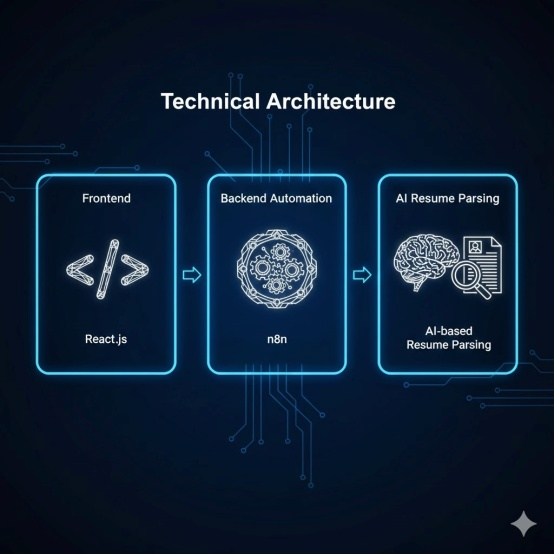 Technical Architecture
Frontend
React.js
Backend Automation
n8n
AI Resume Parsing
AI-based
Resume Parsing